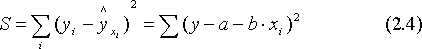 S = ∑_i (y_i − ŷ_{x_i})² = ∑ (y − a − b · x_i)² (2.4)